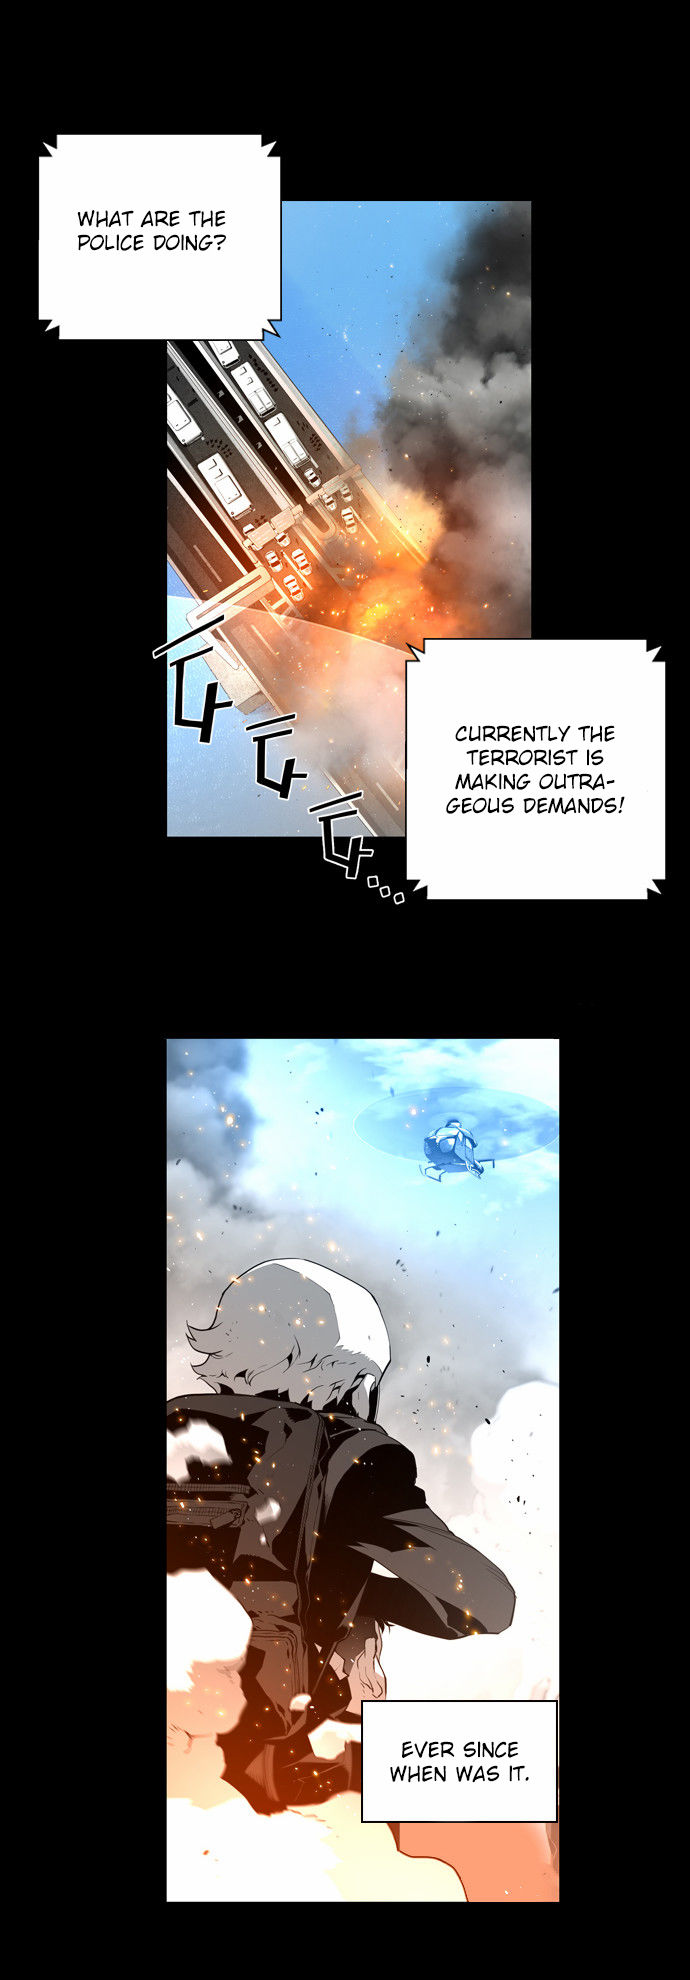 WHAT ARE THE
POLICE DOING?
CURRENTLY THE
TERRORIST IS
MAKING OUTRA-
GEOUS DEMANDS!
EVER SINCE
WHEN WAS IT.